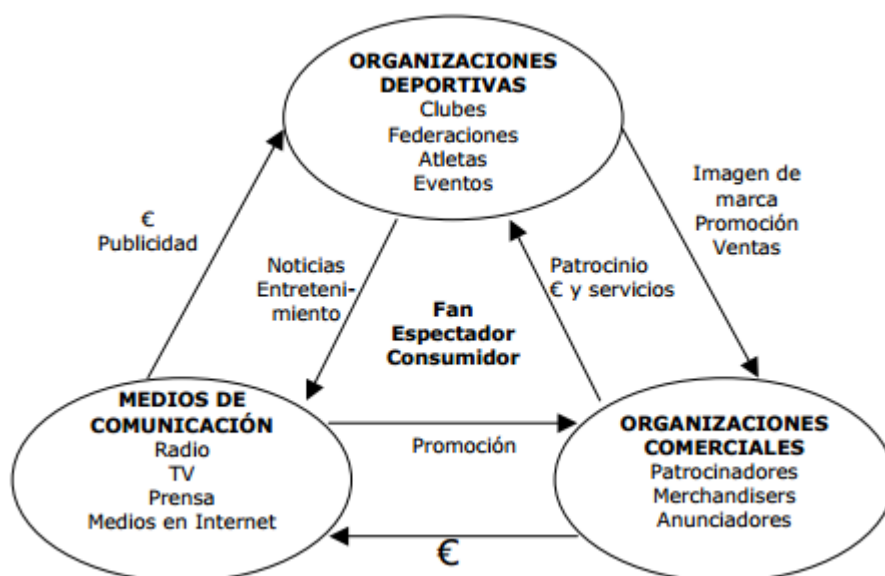 ORGANIZACIONES
DEPORTIVAS
Clubes
Federaciones
Atletas
Eventos
€
Publicidad
Noticias
Entreteni-
miento
Fan
Espectador
Consumidor
Patrocinio
€ y servicios
Imagen de
marca
Promoción
Ventas
MEDIOS DE
COMUNICACIÓN
Radio
TV
Prensa
Medios en Internet
Promoción
€
ORGANIZACIONES
COMERCIALES
Patrocinadores
Merchandisers
Anunciadores